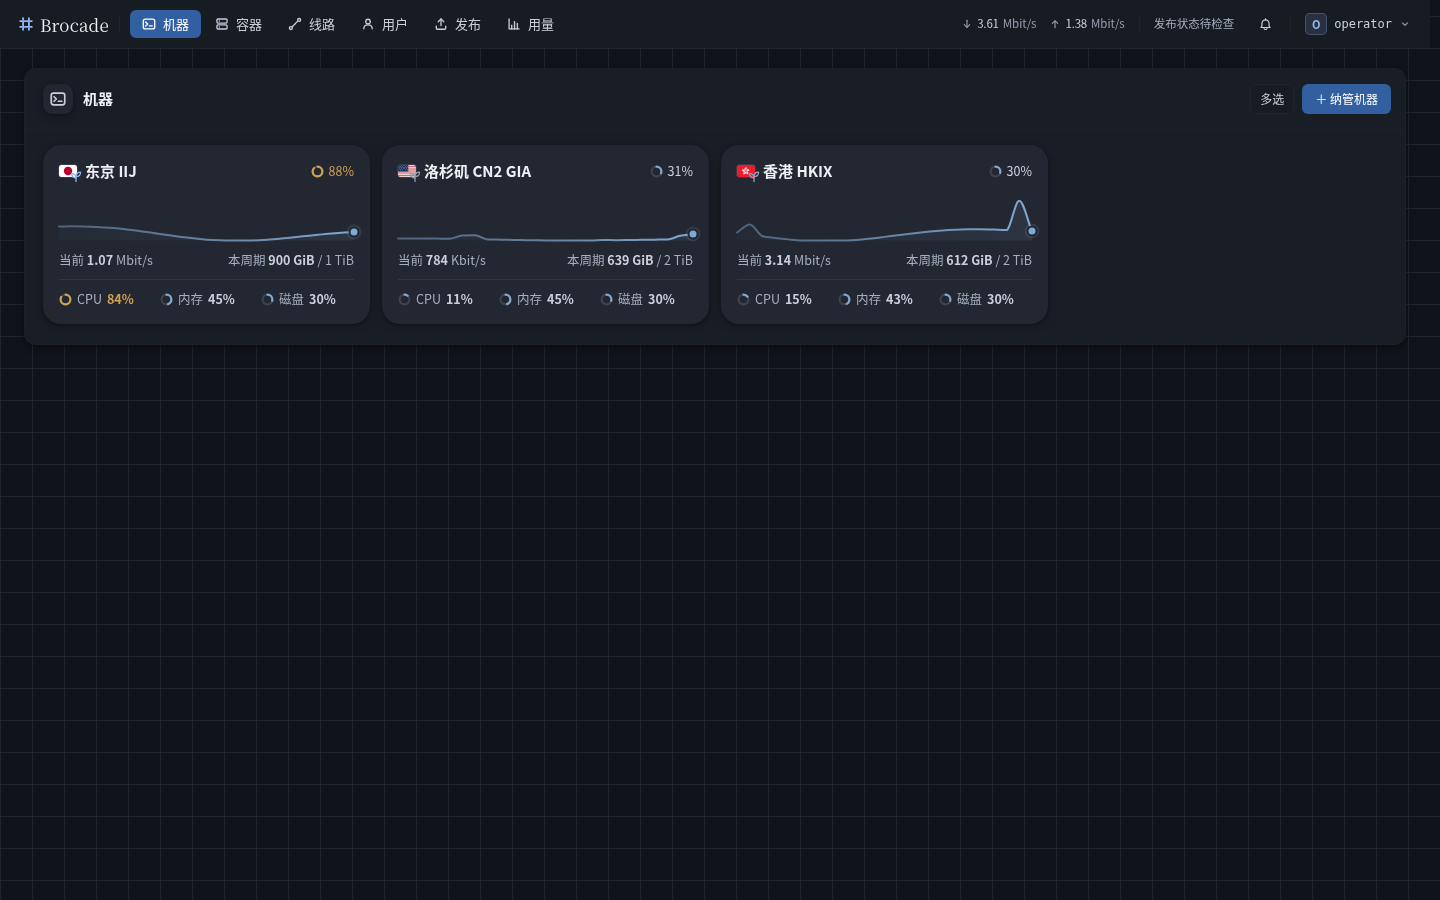 Brocade 机器 容器 线路 用户 发布 用量 ↓ 3.61 Mbit/s ↑ 1.38 Mbit/s 发布状态待检查 O operator
机器 多选 + 纳管机器
东京 IIJ 88%
当前 1.07 Mbit/s 本周期 900 GiB / 1 TiB
CPU 84% 内存 45% 磁盘 30%
洛杉矶 CN2 GIA 31%
当前 784 Kbit/s 本周期 639 GiB / 2 TiB
CPU 11% 内存 45% 磁盘 30%
香港 HKIX 30%
当前 3.14 Mbit/s 本周期 612 GiB / 2 TiB
CPU 15% 内存 43% 磁盘 30%